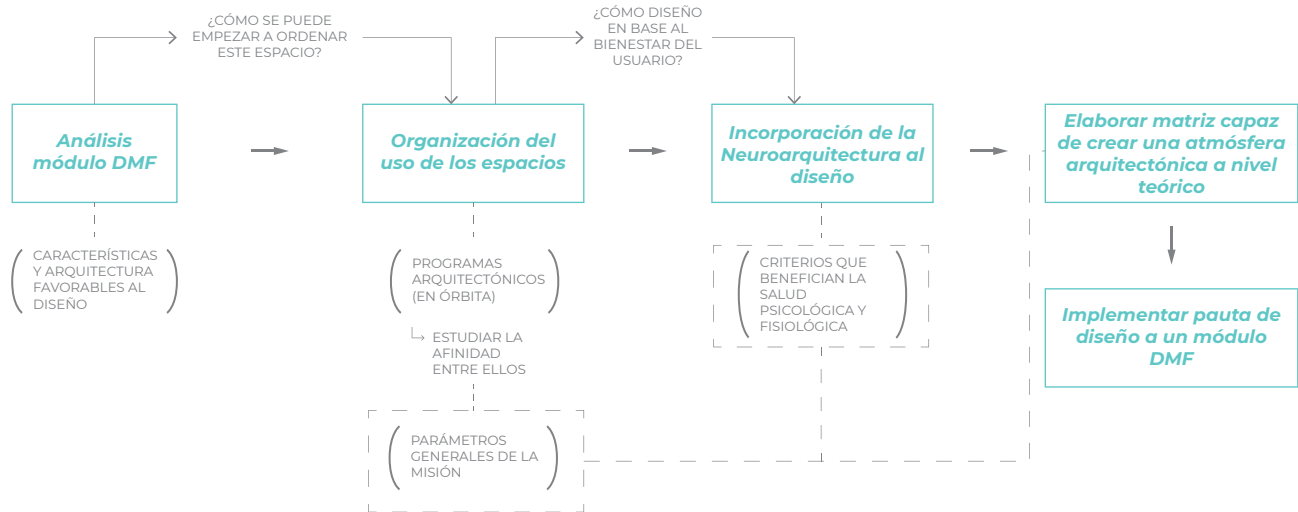 ¿CÓMO SE PUEDE
EMPEZAR A ORDENAR
ESTE ESPACIO?
¿CÓMO DISEÑO
EN BASE AL
BIENESTAR DEL
USUARIO?
Análisis
módulo DMF
Organización del
uso de los espacios
Incorporación de la
Neuroarquitectura al
diseño
Elaborar matriz capaz
de crear una atmósfera
arquitectónica a nivel
teórico
CARACTERÍSTICAS
Y ARQUITECTURA
FAVORABLES AL
DISEÑO
PROGRAMAS
ARQUITECTÓNICOS
(EN ÓRBITA)
ESTUDIAR LA
AFINIDAD
ENTRE ELLOS
PARÁMETROS
GENERALES DE LA
MISIÓN
CRITERIOS QUE
BENEFICIAN LA
SALUD
PSICOLÓGICA Y
FISIOLÓGICA
Implementar pauta de
diseño a un módulo
DMF